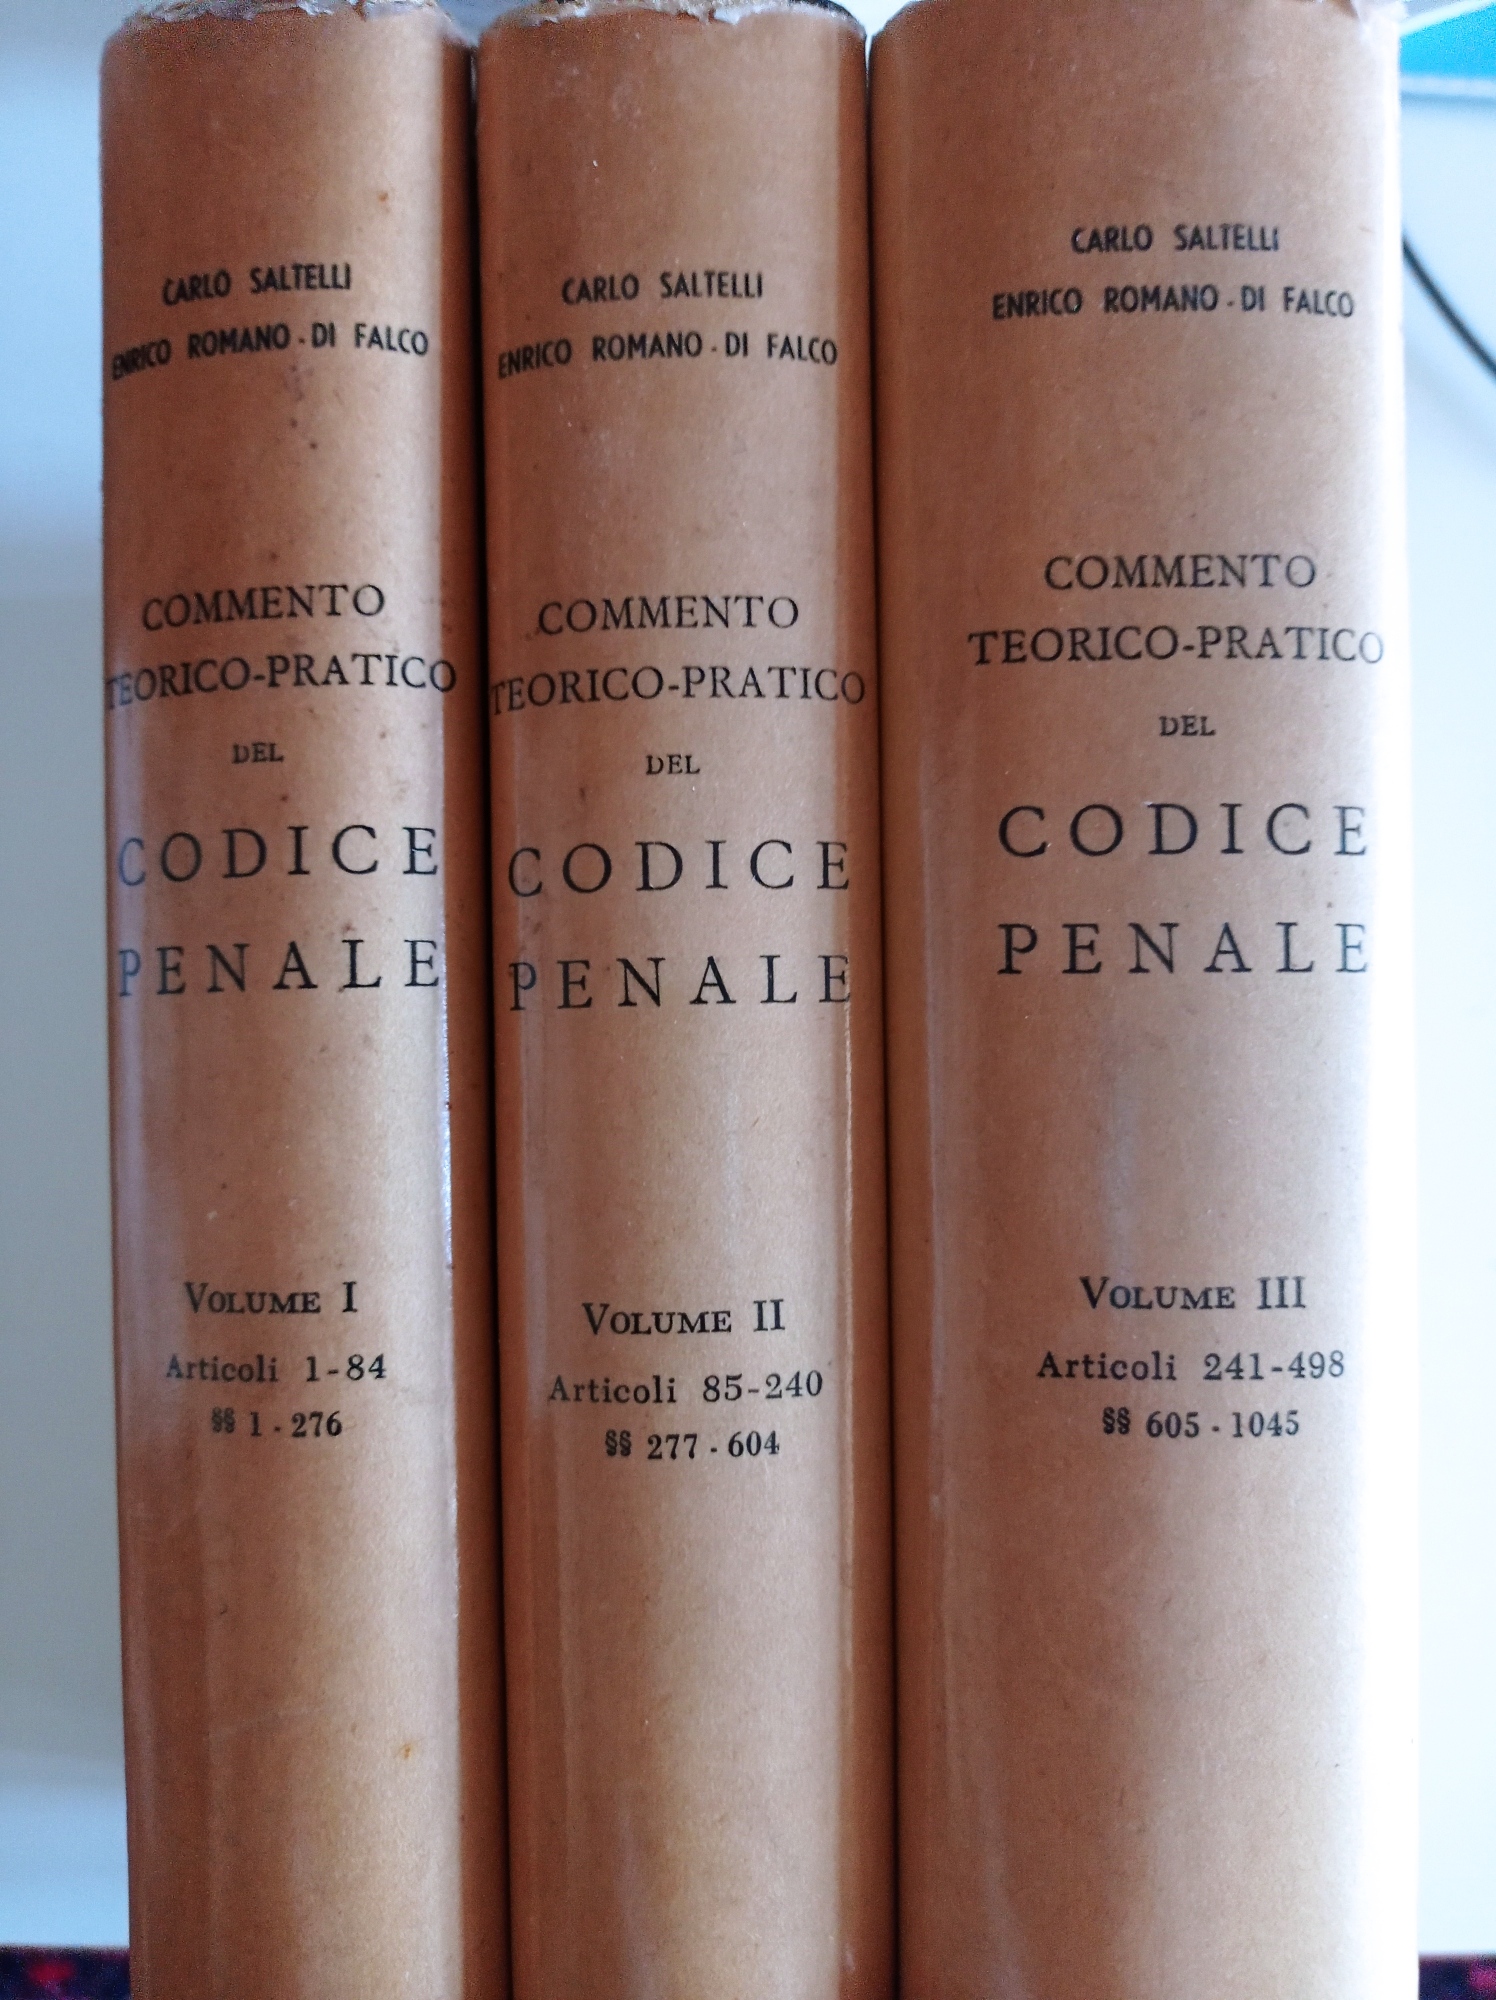 CARLO SALTELLI
ENRICO ROMANO - DI FALCO
COMMENTO
TEORICO-PRATICO
DEL
CODICE
PENALE
VOLUME I
Articoli 1-84
§§ 1 - 276
CARLO SALTELLI
ENRICO ROMANO - DI FALCO
COMMENTO
TEORICO-PRATICO
DEL
CODICE
PENALE
VOLUME II
Articoli 85-240
§§ 277 - 604
CARLO SALTELLI
ENRICO ROMANO - DI FALCO
COMMENTO
TEORICO-PRATICO
DEL
CODICE
PENALE
VOLUME III
Articoli 241-498
§§ 605 - 1045